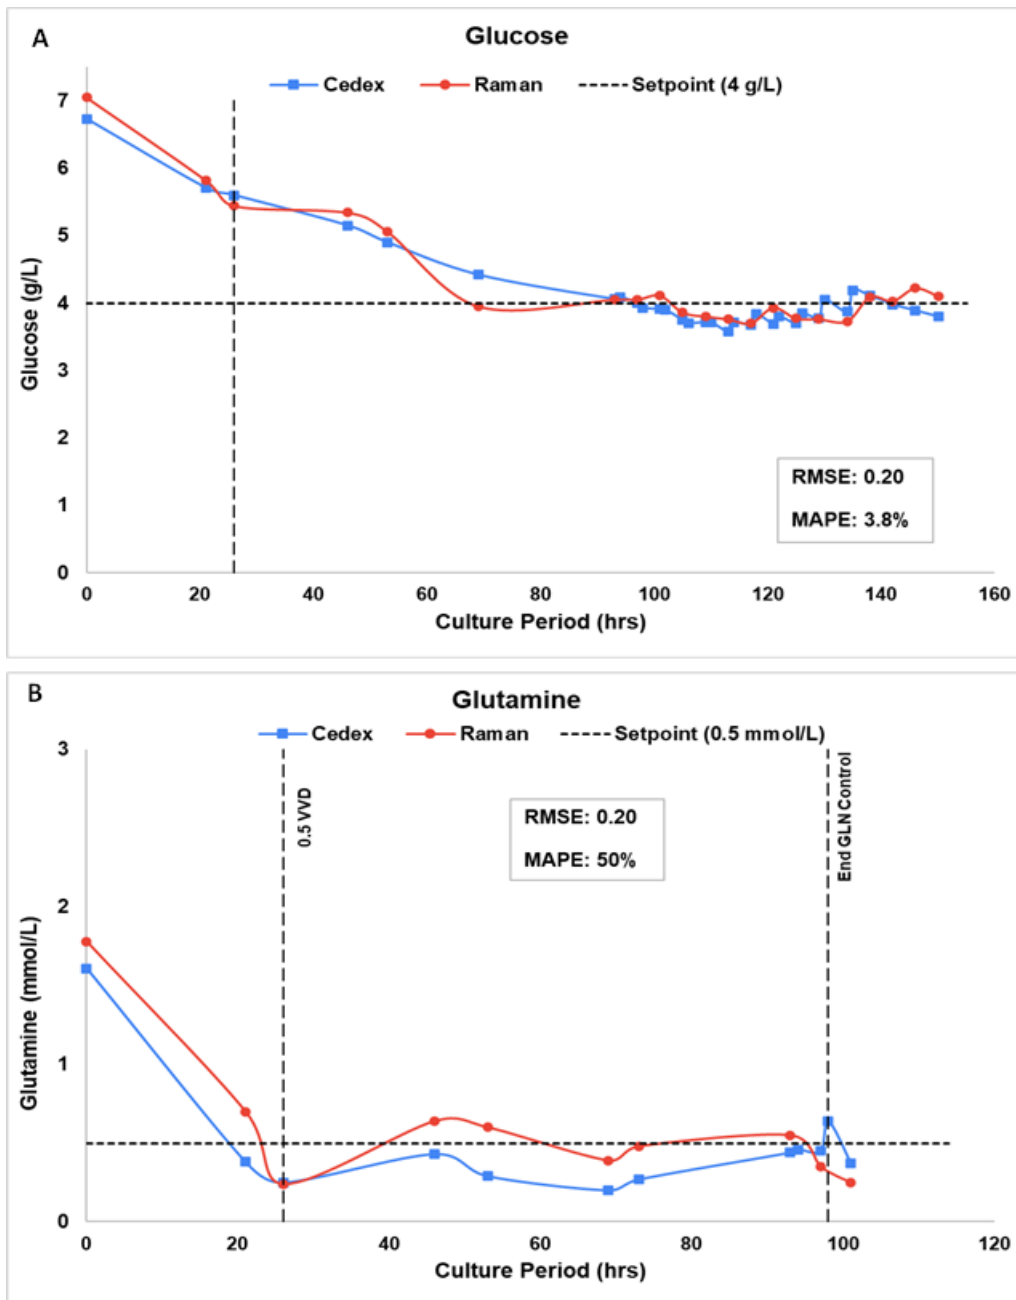 A
Glucose
Cedex Raman Setpoint (4 g/L)
7
6
5
4
3
2
1
0
Glucose (g/L)
RMSE: 0.20
MAPE: 3.8%
0 20 40 60 80 100 120 140 160
Culture Period (hrs)
B
Glutamine
Cedex Raman Setpoint (0.5 mmol/L)
3
2
1
0
Glutamine (mmol/L)
0.5 VVD
RMSE: 0.20
MAPE: 50%
End GLN Control
0 20 40 60 80 100 120
Culture Period (hrs)